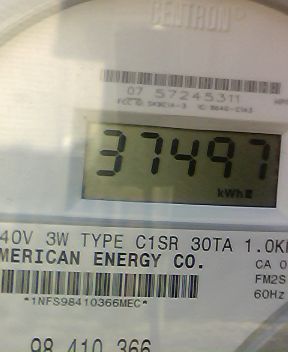 CENTRON®
07 57245311
37497
kWh
40V 3W TYPE C1SR 30TA 1.0K
MERICAN ENERGY CO.
CA 0
FM2S
60Hz
*1NFS98410366MEC*
98 410 366